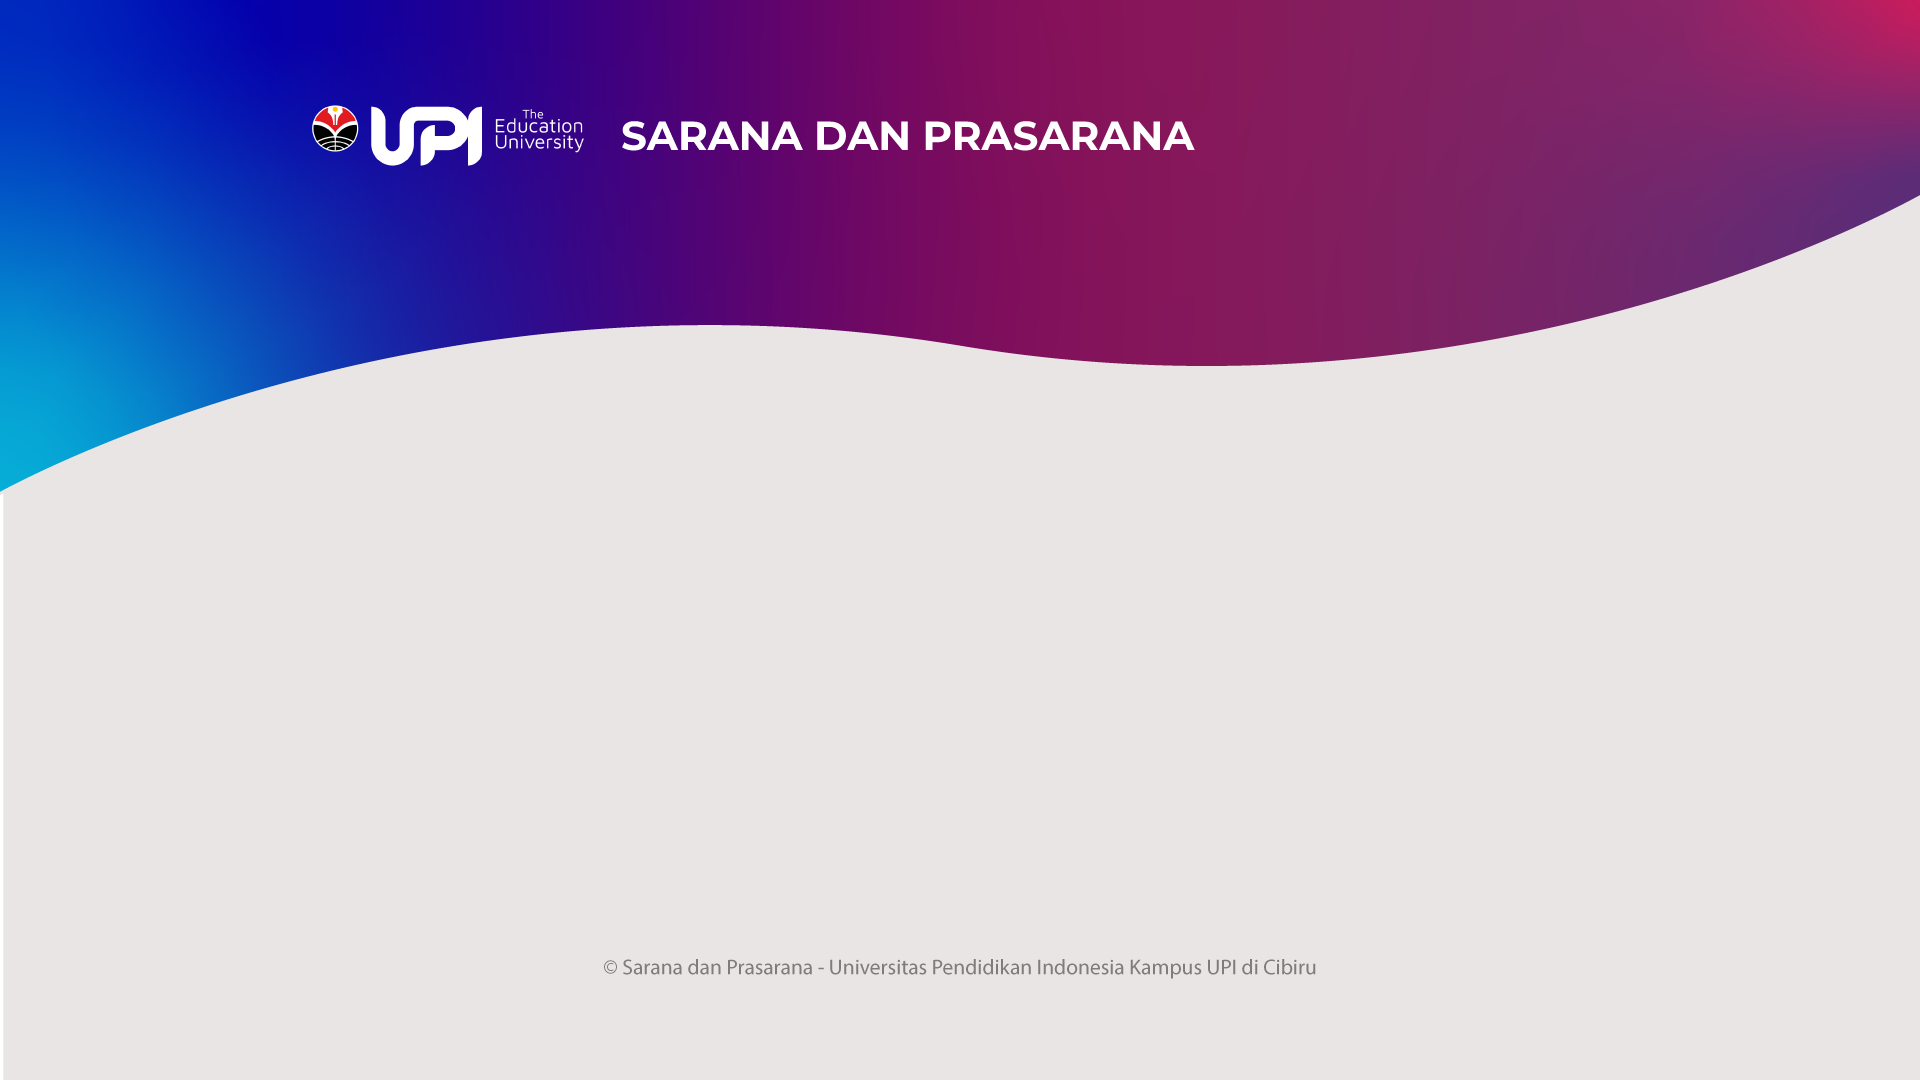 UPI
The
Education
University
SARANA DAN PRASARANA
© Sarana dan Prasarana - Universitas Pendidikan Indonesia Kampus UPI di Cibiru